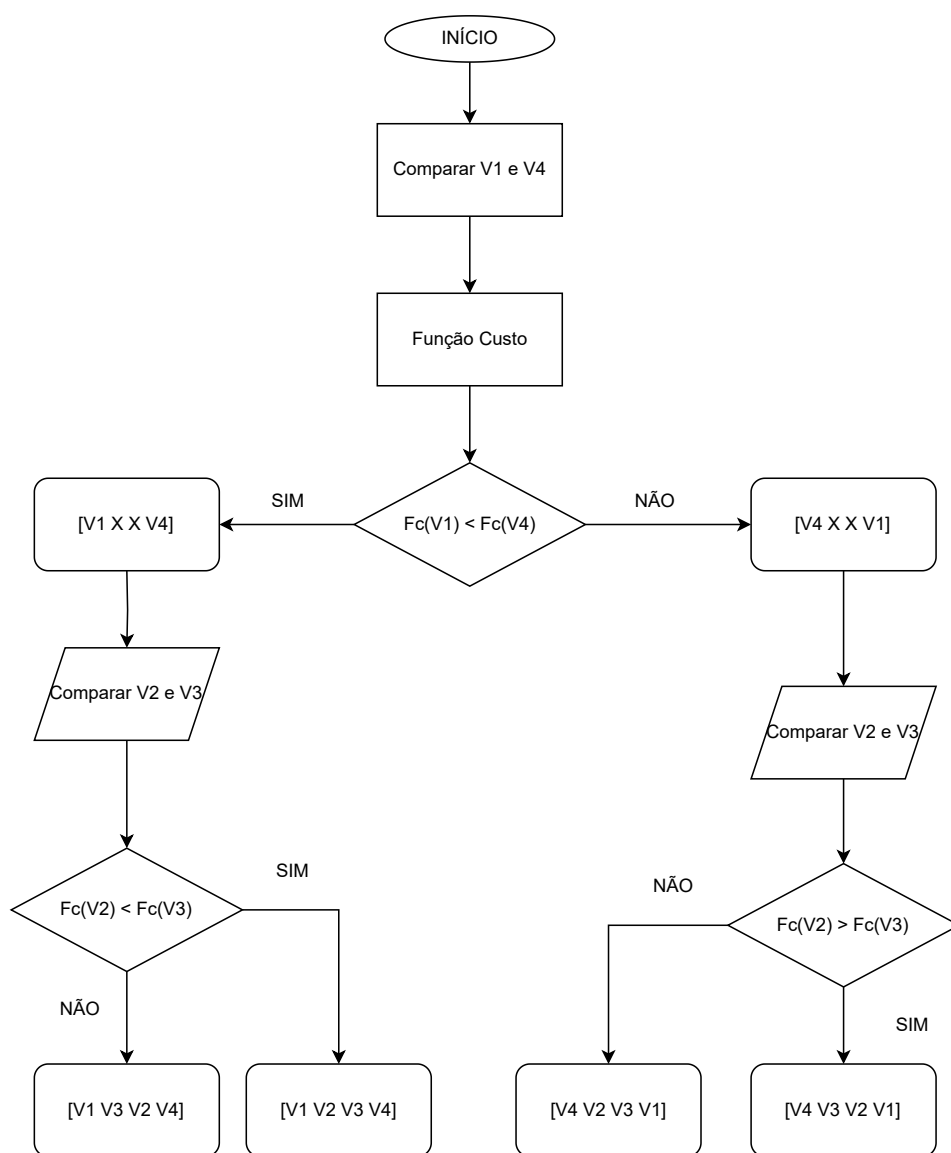 INÍCIO
Comparar V1 e V4
Função Custo
SIM
NÃO
[V1 X X V4]
Fc(V1) < Fc(V4)
[V4 X X V1]
Comparar V2 e V3
Comparar V2 e V3
SIM
NÃO
Fc(V2) < Fc(V3)
Fc(V2) > Fc(V3)
NÃO
SIM
[V1 V3 V2 V4]
[V1 V2 V3 V4]
[V4 V2 V3 V1]
[V4 V3 V2 V1]